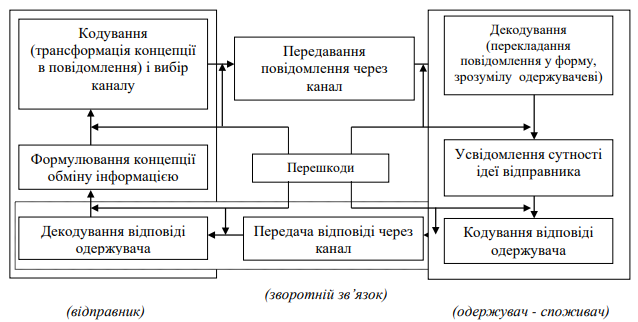 Кодування
(трансформація концепції
в повідомлення) і вибір
каналу
Передавання
повідомлення через
канал
Декодування
(перекладання
повідомлення у форму,
зрозумілу одержувачеві)
Формулювання концепції
обміну інформацією
Перешкоди
Усвідомлення сутності
ідеї відправника
Декодування відповіді
одержувача
Передача відповіді через
канал
Кодування відповіді
одержувача
(відправник)
(зворотній зв’язок)
(одержувач - споживач)